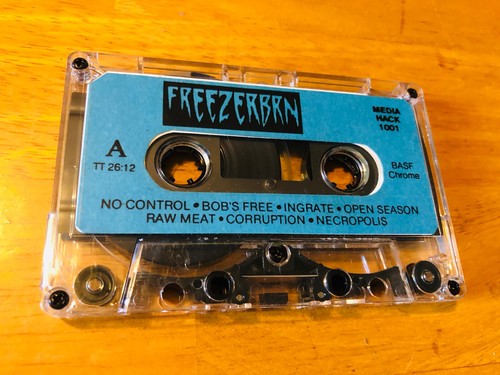 FREEZERBRN
MEDIA
HACK
1001
A
TT 26:12
BASF
Chrome
NO CONTROL • BOB'S FREE • INGRATE • OPEN SEASON
RAW MEAT • CORRUPTION • NECROPOLIS